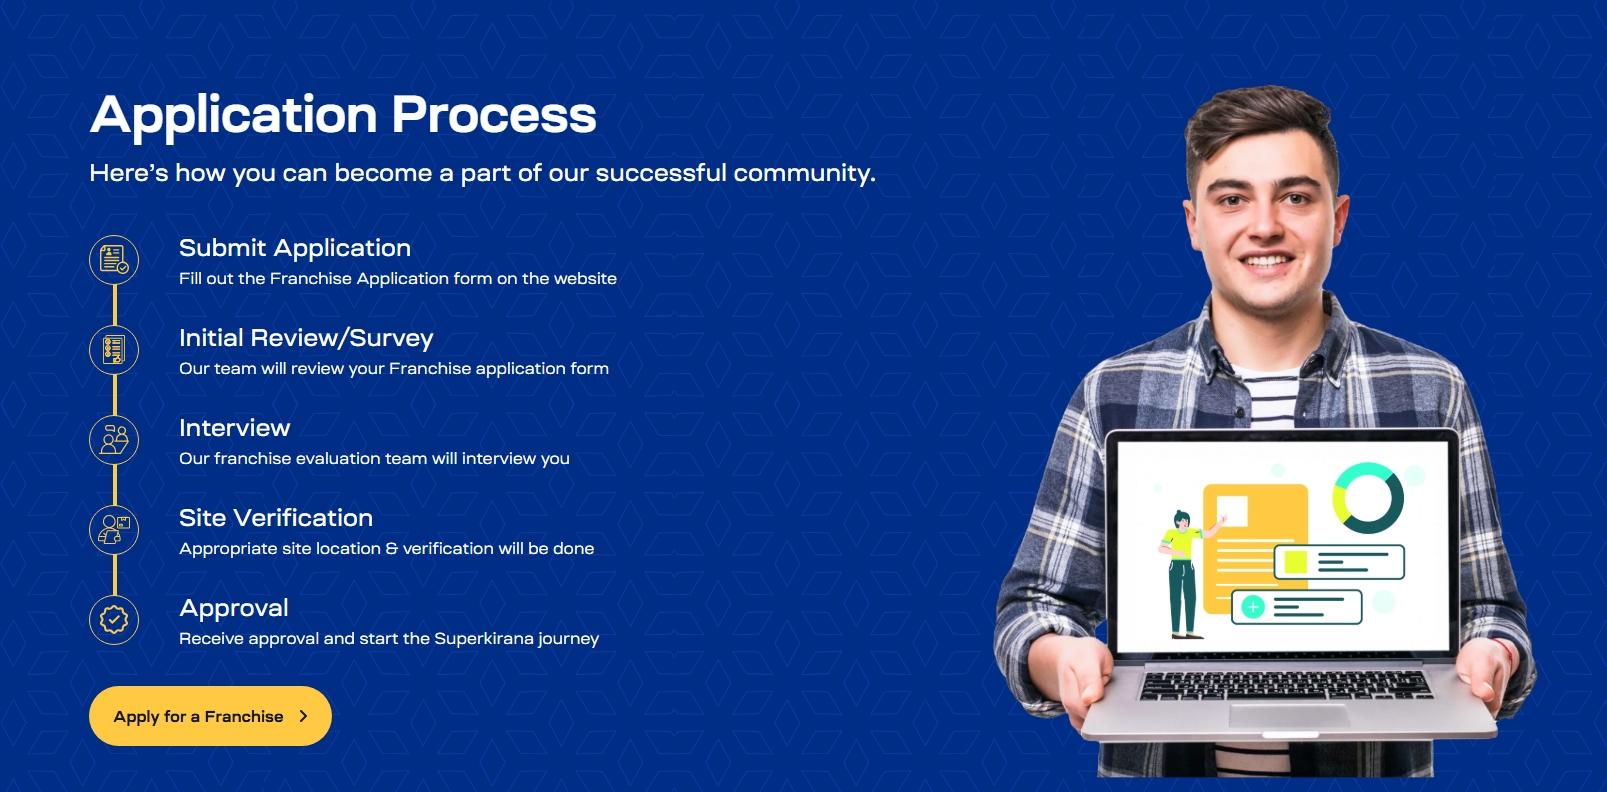 Application Process
Here’s how you can become a part of our successful community.
Submit Application
Fill out the Franchise Application form on the website
Initial Review/Survey
Our team will review your Franchise application form
Interview
Our franchise evaluation team will interview you
Site Verification
Appropriate site location & verification will be done
Approval
Receive approval and start the Superkirana journey
Apply for a Franchise